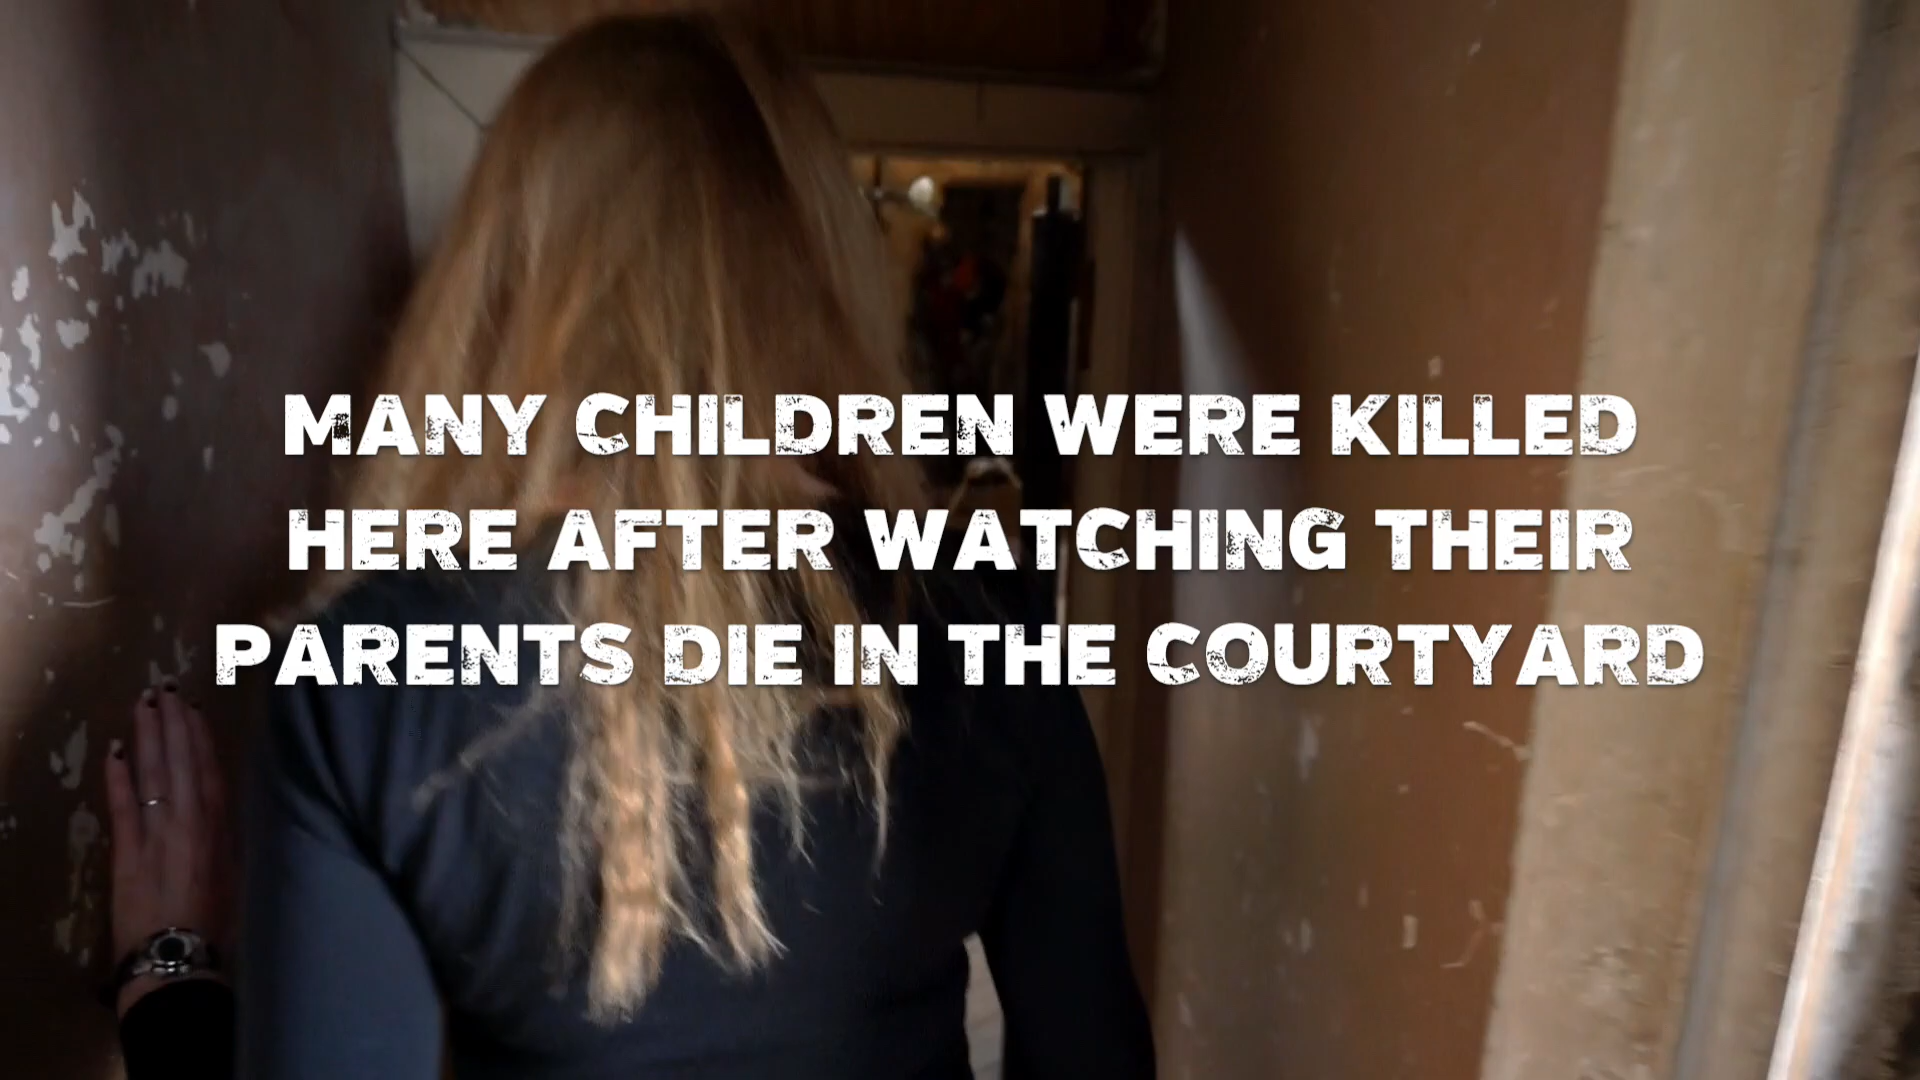 MANY CHILDREN WERE KILLED
HERE AFTER WATCHING THEIR
PARENTS DIE IN THE COURTYARD